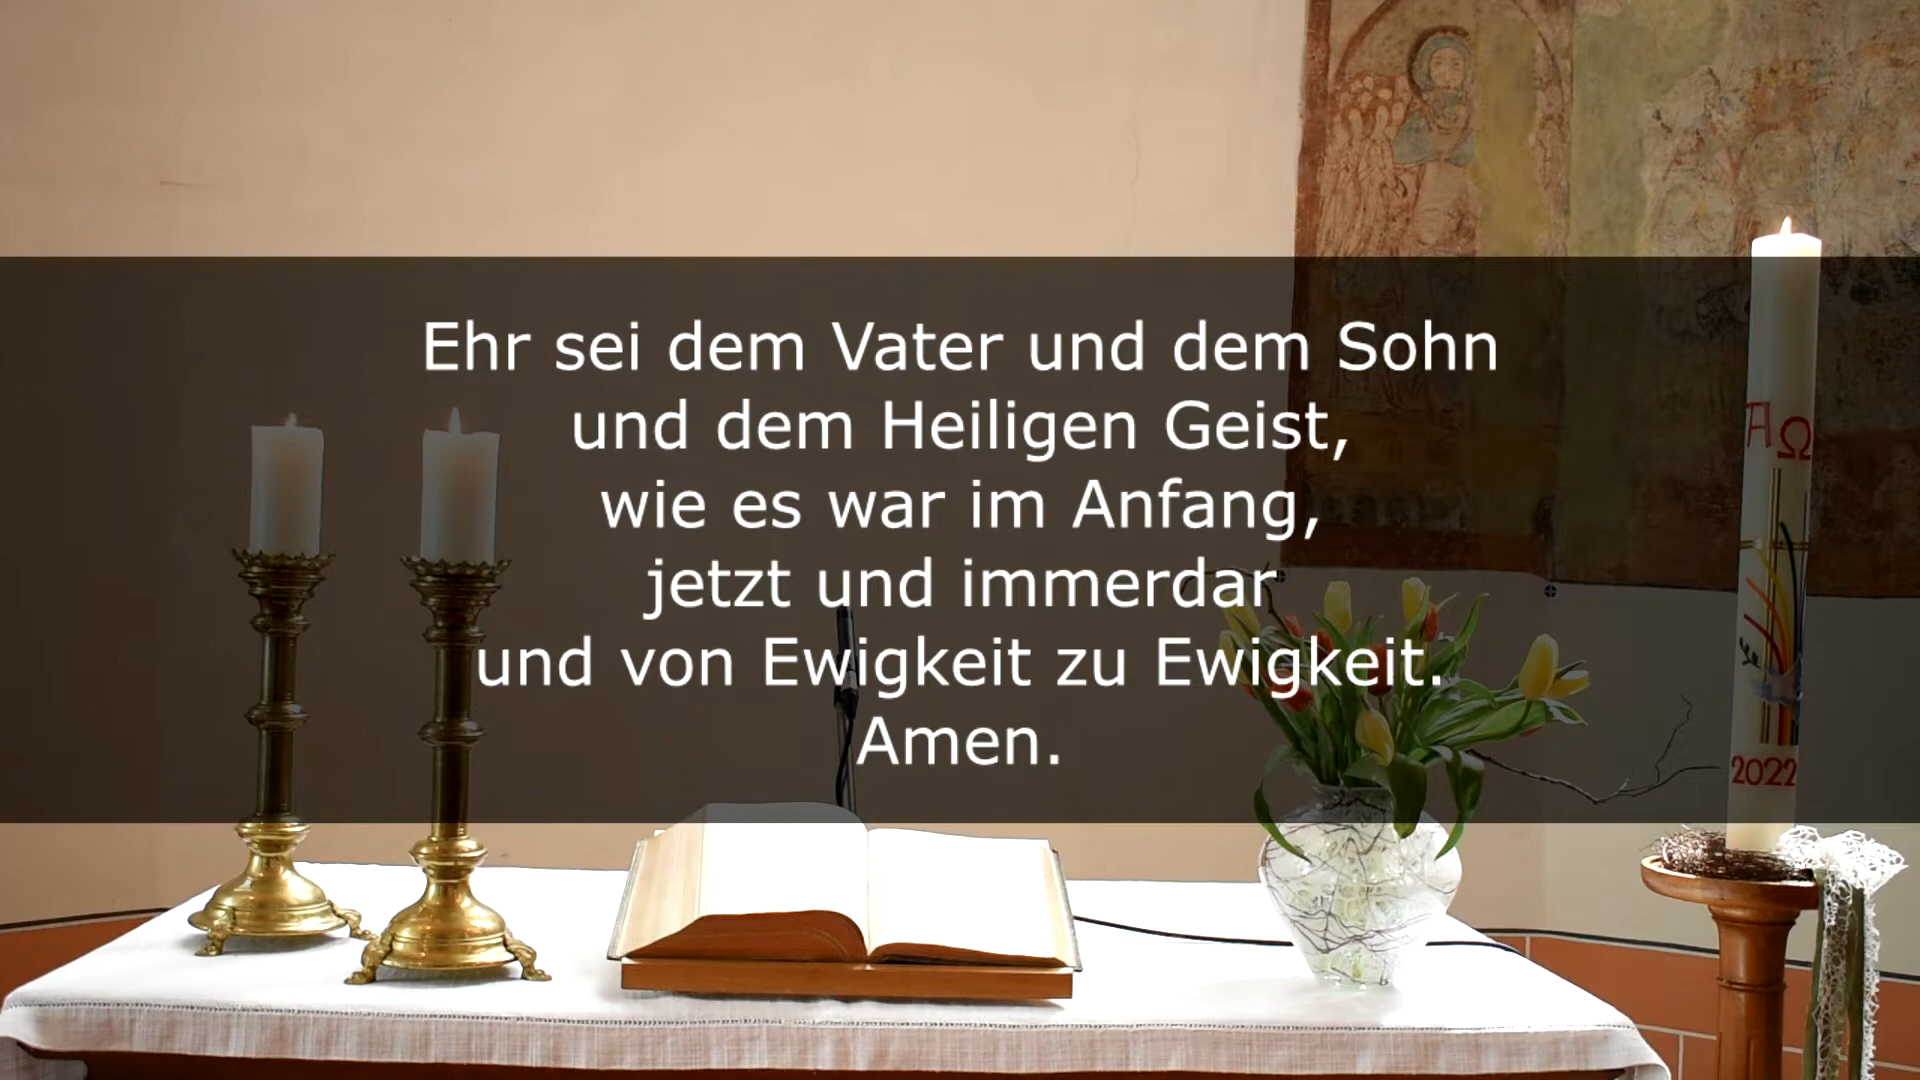 Ehr sei dem Vater und dem Sohn
und dem Heiligen Geist,
wie es war im Anfang,
jetzt und immerdar
und von Ewigkeit zu Ewigkeit.
Amen.
Α Ω
2022